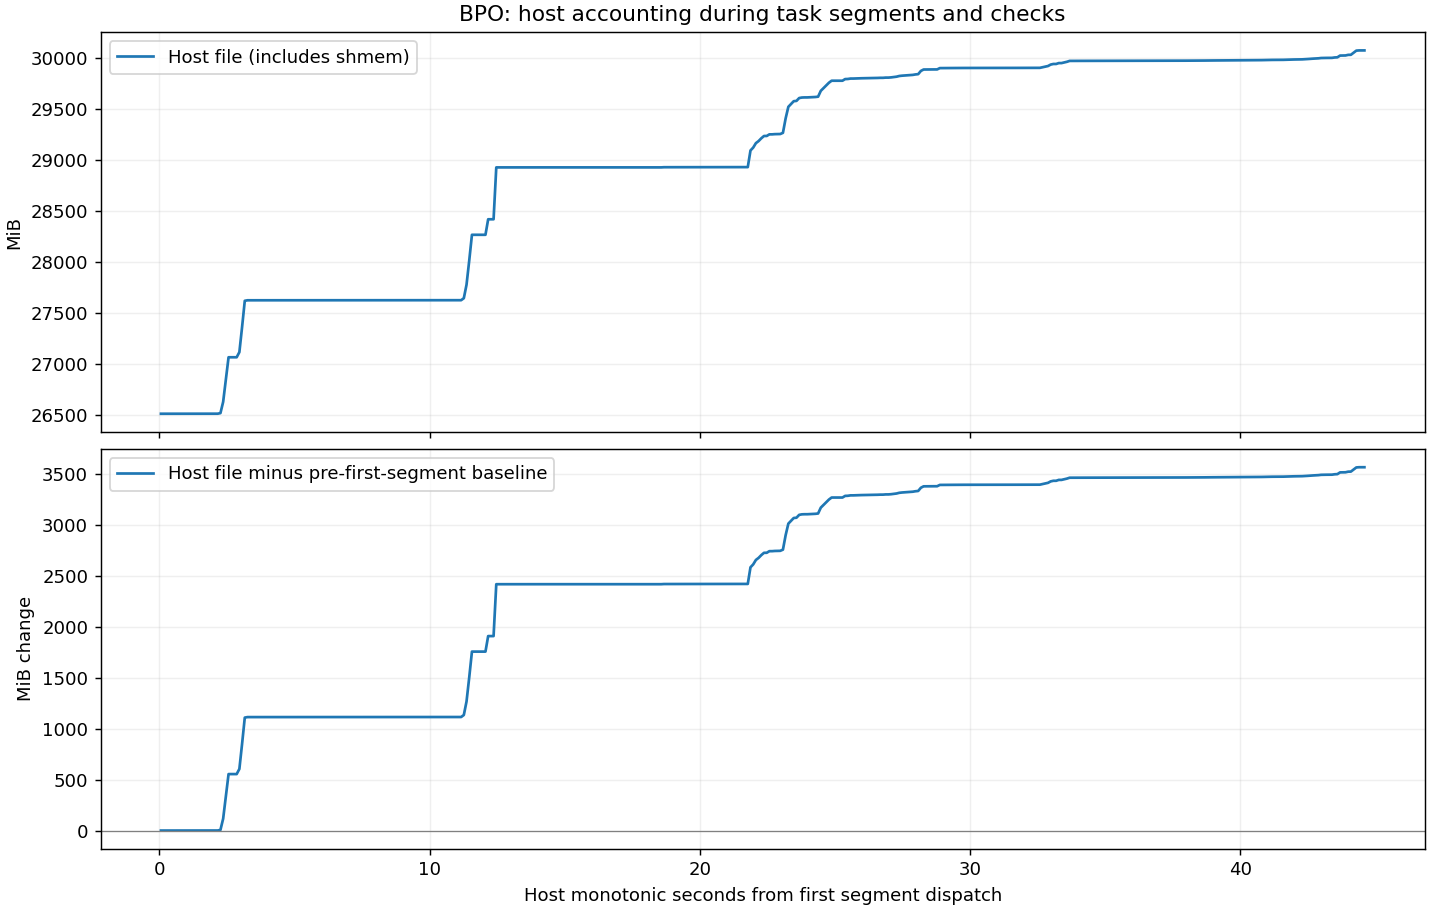 BPO: host accounting during task segments and checks
Host file (includes shmem)
MiB
30000
29500
29000
28500
28000
27500
27000
26500
Host file minus pre-first-segment baseline
MiB change
3500
3000
2500
2000
1500
1000
500
0
0 10 20 30 40
Host monotonic seconds from first segment dispatch